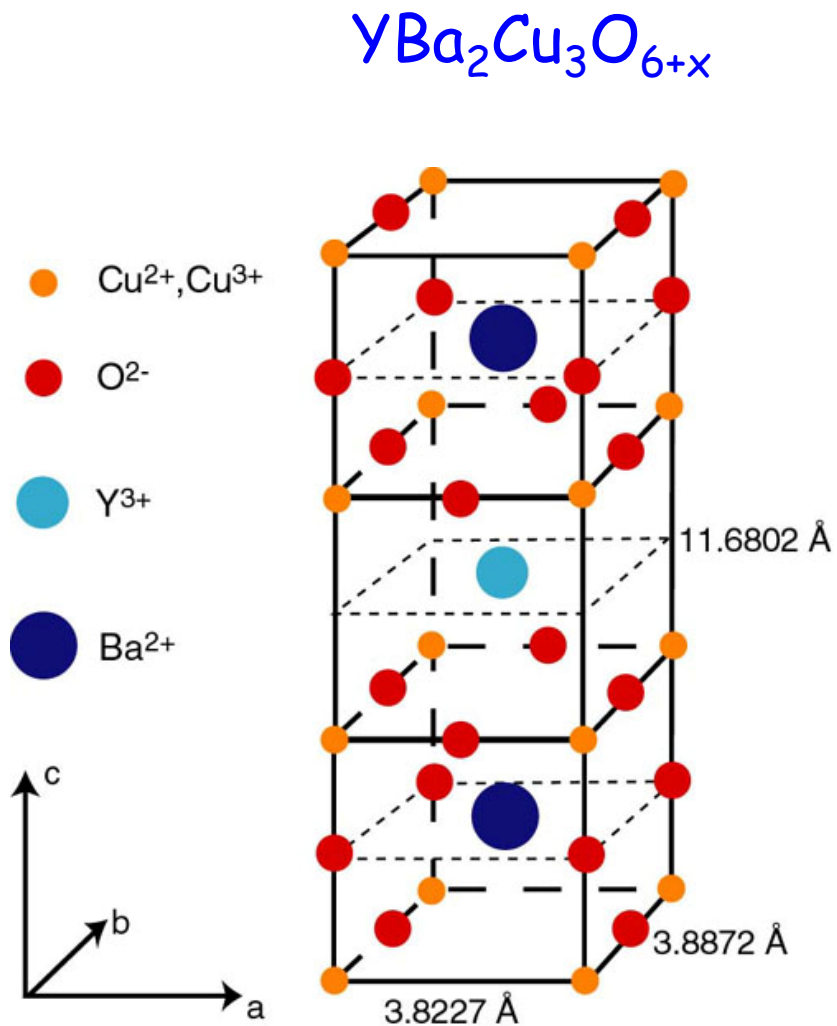 YBa₂Cu₃O₆₊ₓ
Cu²⁺,Cu³⁺
O²⁻
Y³⁺
Ba²⁺
11.6802 Å
3.8872 Å
3.8227 Å
c
b
a